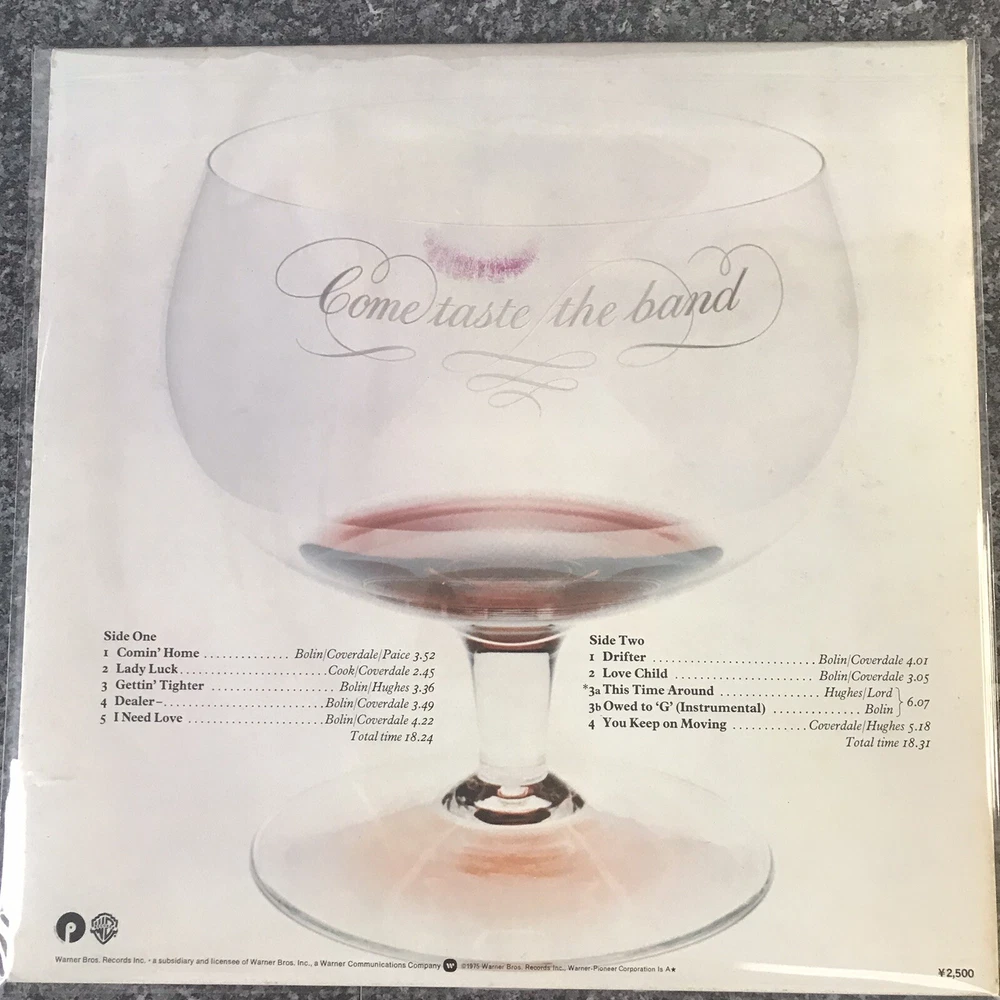 Come taste the band
Side One
1 Comin' Home .............. Bolin/Coverdale/Paice 3.52
2 Lady Luck ........................ Cook/Coverdale 2.45
3 Gettin' Tighter ...................... Bolin/Hughes 3.36
4 Dealer–........................... Bolin/Coverdale 3.49
5 I Need Love ...................... Bolin/Coverdale 4.22
Total time 18.24
Side Two
1 Drifter ........................... Bolin/Coverdale 4.01
2 Love Child ........................ Bolin/Coverdale 3.05
*3a This Time Around .................. Hughes/Lord
3b Owed to 'G' (Instrumental) ............ Bolin } 6.07
4 You Keep on Moving ........... Coverdale/Hughes 5.18
Total time 18.31
P
Warner Bros. Records Inc. · a subsidiary and licensee of Warner Bros. Inc., a Warner Communications Company ©1975 Warner Bros. Records Inc., Warner-Pioneer Corporation Is A★
¥2,500